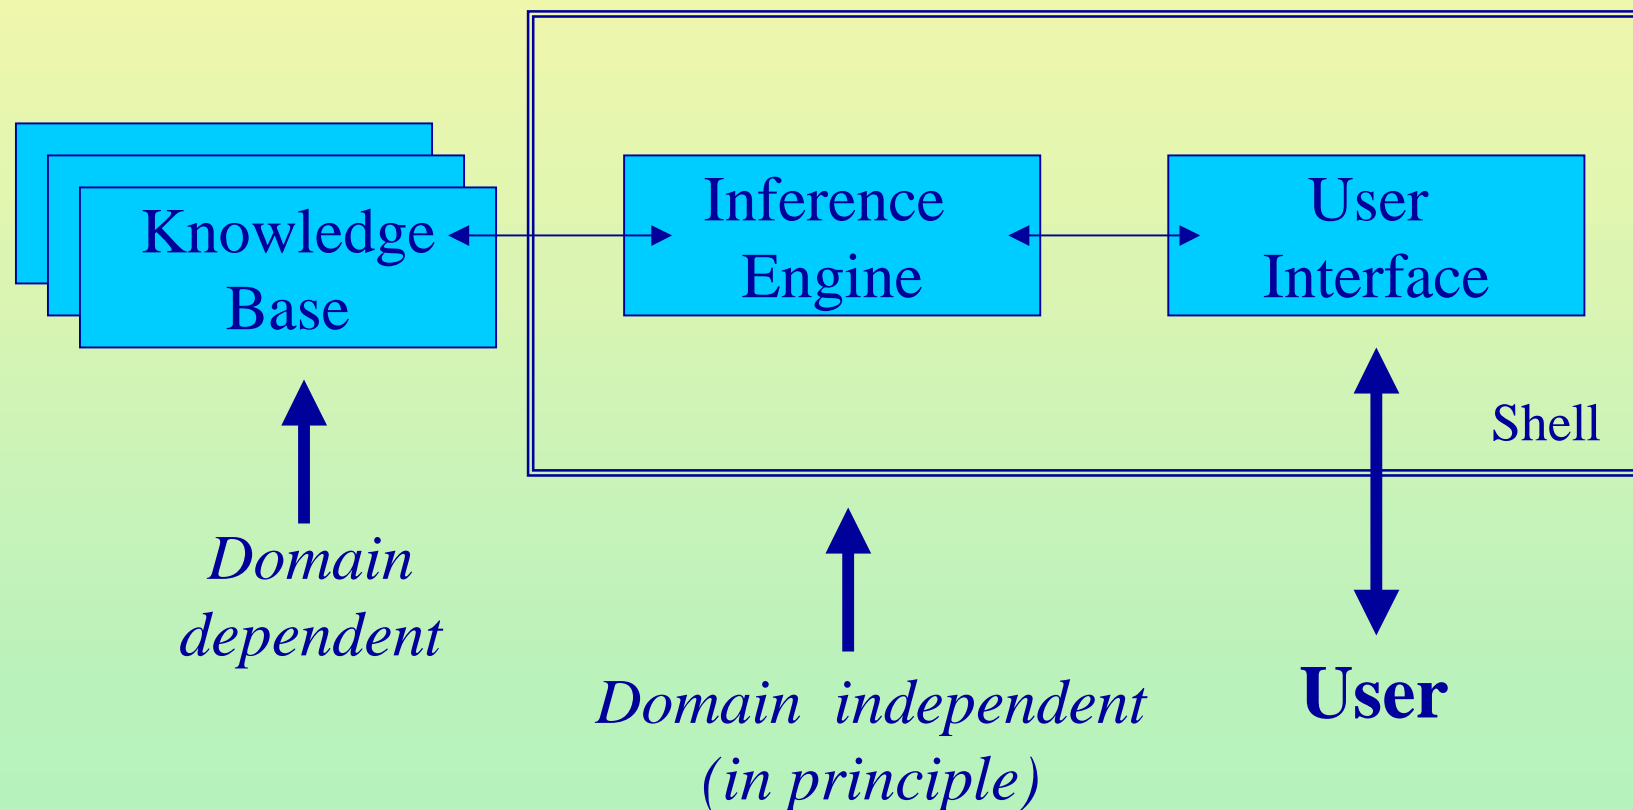 Knowledge
Base
Inference
Engine
User
Interface
Shell
Domain
dependent
Domain independent
(in principle)
User